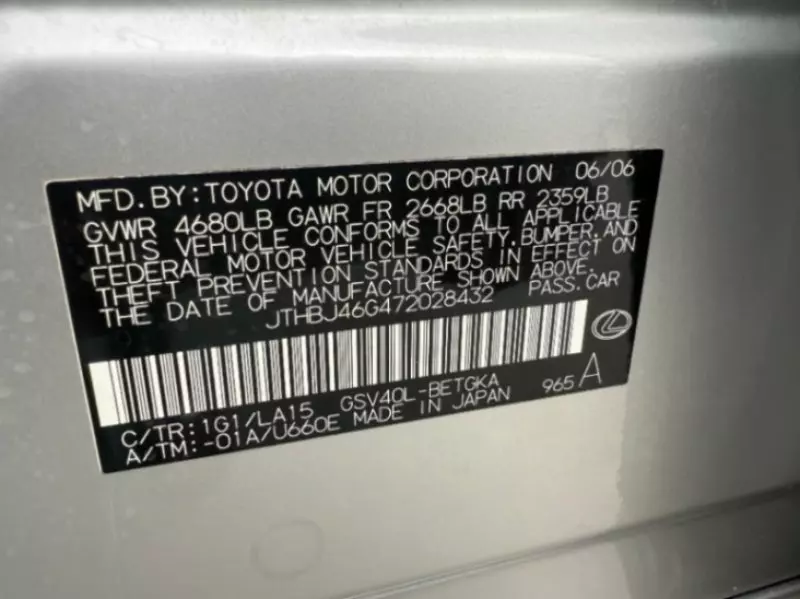 MFD. BY: TOYOTA MOTOR CORPORATION 06/06
GVWR 4680LB GAWR FR 2668LB RR 2359LB
THIS VEHICLE CONFORMS TO ALL APPLICABLE
FEDERAL MOTOR VEHICLE SAFETY, BUMPER, AND
THEFT PREVENTION STANDARDS IN EFFECT ON
THE DATE OF MANUFACTURE SHOWN ABOVE.
JTHBJ46G472028432 PASS. CAR
C/TR: 1G1/LA15 GSV40L-BETGKA 965 A
A/TM: -01A/U660E MADE IN JAPAN